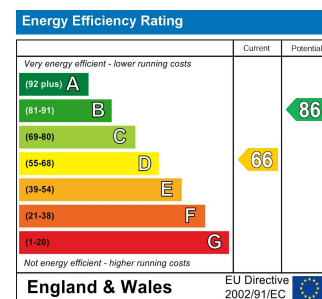 Energy Efficiency Rating
Current Potential
Very energy efficient - lower running costs
(92 plus) A
(81-91) B
86
(69-80) C
(55-68) D
66
(39-54) E
(21-38) F
(1-20) G
Not energy efficient - higher running costs
England & Wales
EU Directive
2002/91/EC